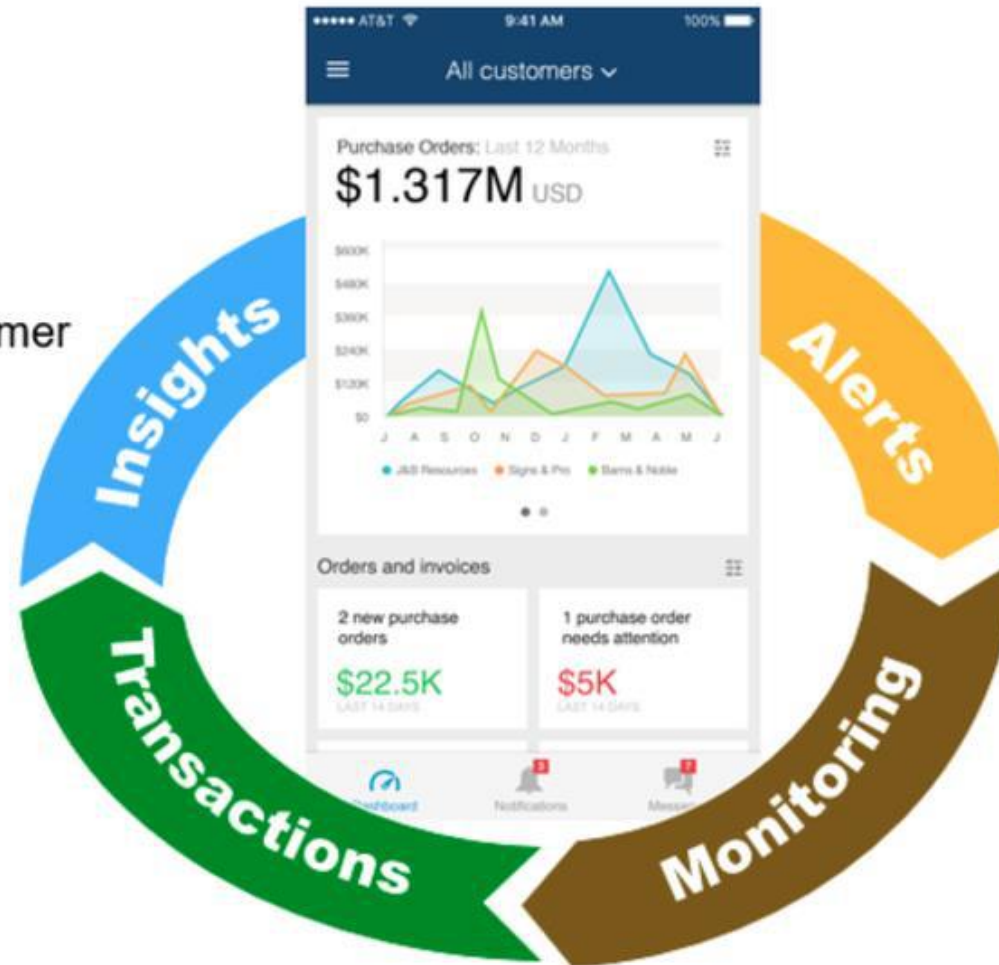 AT&T 9:41 AM 100%
All customers
Purchase Orders: Last 12 Months
$1.317M USD
$600K
$480K
$360K
$240K
$120K
$0
J A S O N D J F M A M J
J&B Resources Signs & Pro Barns & Noble
Orders and invoices
2 new purchase
orders
$22.5K
LAST 14 DAYS
1 purchase order
needs attention
$5K
LAST 14 DAYS
3
7
Dashboard Notifications
mer
Insights
Alerts
Transactions
Monitoring